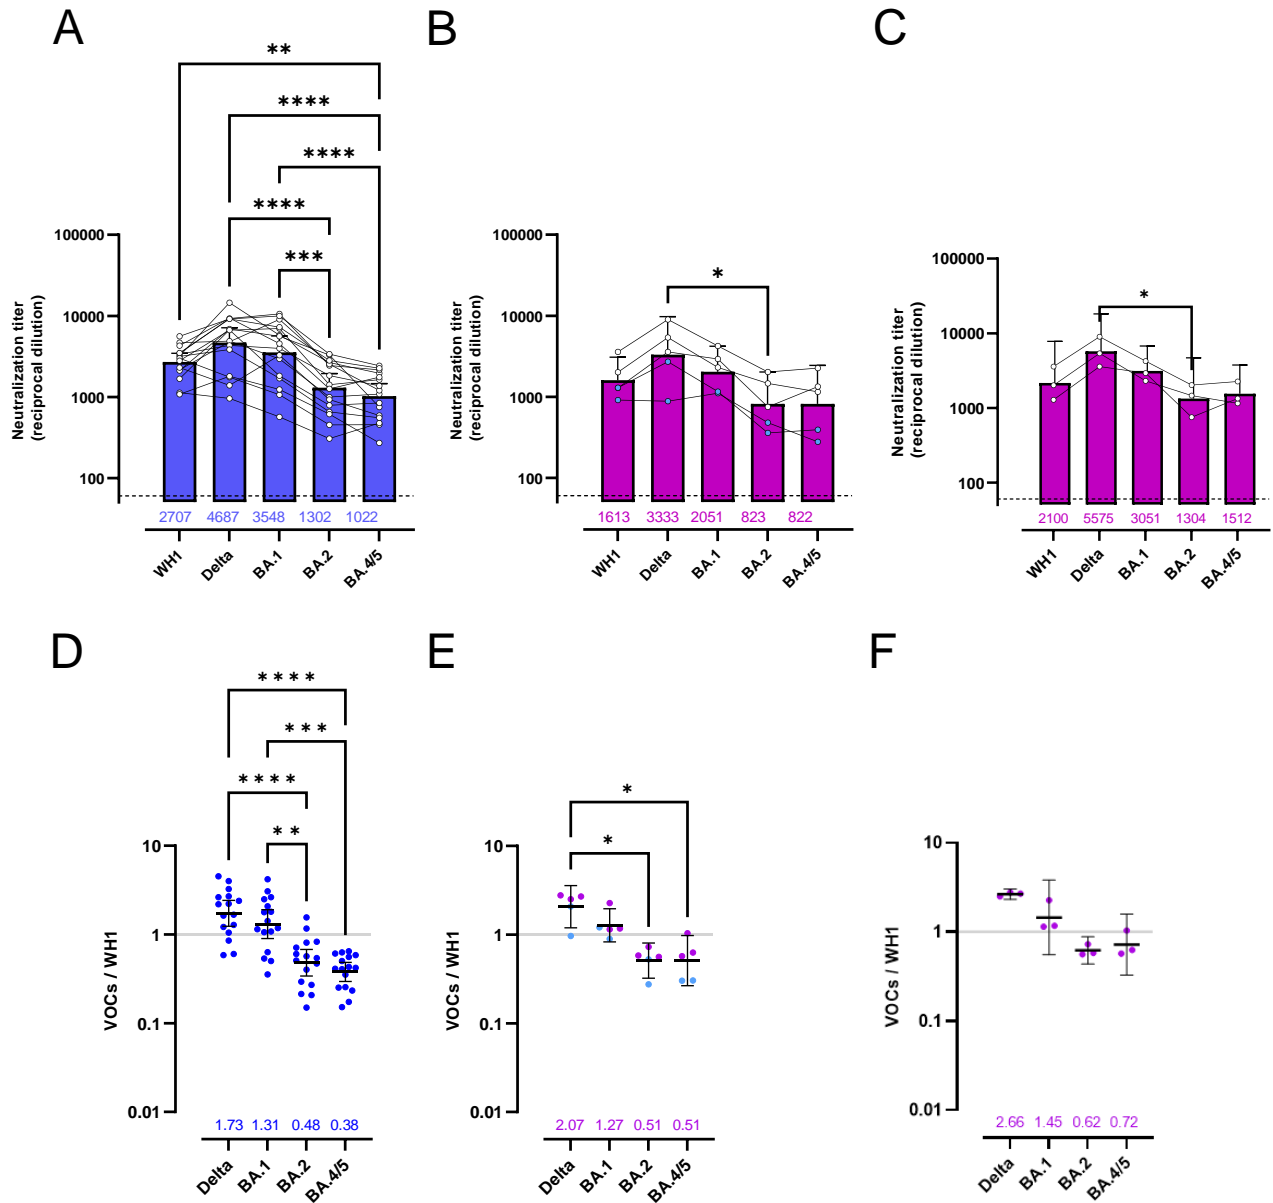 A
B
C
**
****
****
****
***
100000
10000
1000
100
Neutralization titer
(reciprocal dilution)
2707 4687 3548 1302 1022
WH1 Delta BA.1 BA.2 BA.4/5
*
100000
10000
1000
100
Neutralization titer
(reciprocal dilution)
1613 3333 2051 823 822
WH1 Delta BA.1 BA.2 BA.4/5
*
100000
10000
1000
100
Neutralization titer
(reciprocal dilution)
2100 5575 3051 1304 1512
WH1 Delta BA.1 BA.2 BA.4/5
D
E
F
****
***
****
**
10
1
0.1
0.01
VOCs / WH1
1.73 1.31 0.48 0.38
Delta BA.1 BA.2 BA.4/5
*
*
10
1
0.1
0.01
VOCs / WH1
2.07 1.27 0.51 0.51
Delta BA.1 BA.2 BA.4/5
10
1
0.1
0.01
VOCs / WH1
2.66 1.45 0.62 0.72
Delta BA.1 BA.2 BA.4/5